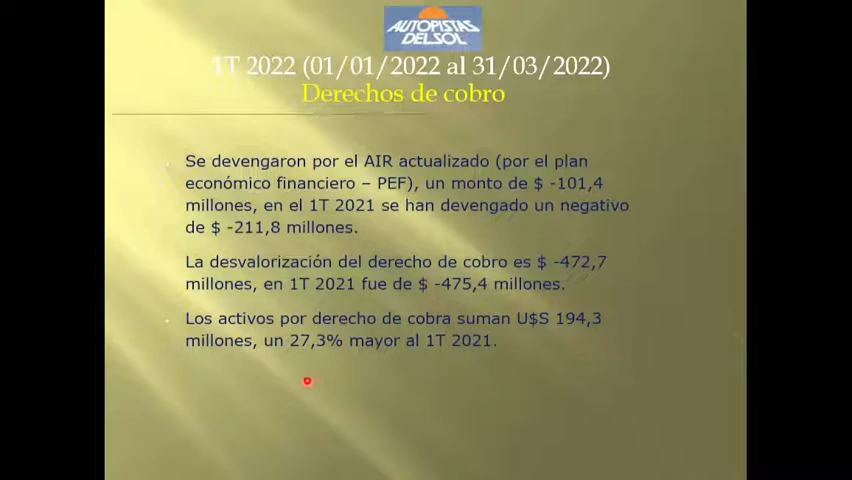 AUTOPISTAS
DEL SOL
1T 2022 (01/01/2022 al 31/03/2022)
Derechos de cobro
Se devengaron por el AIR actualizado (por el plan
económico financiero – PEF), un monto de $ -101,4
millones, en el 1T 2021 se han devengado un negativo
de $ -211,8 millones.
La desvalorización del derecho de cobro es $ -472,7
millones, en 1T 2021 fue de $ -475,4 millones.
Los activos por derecho de cobra suman U$S 194,3
millones, un 27,3% mayor al 1T 2021.